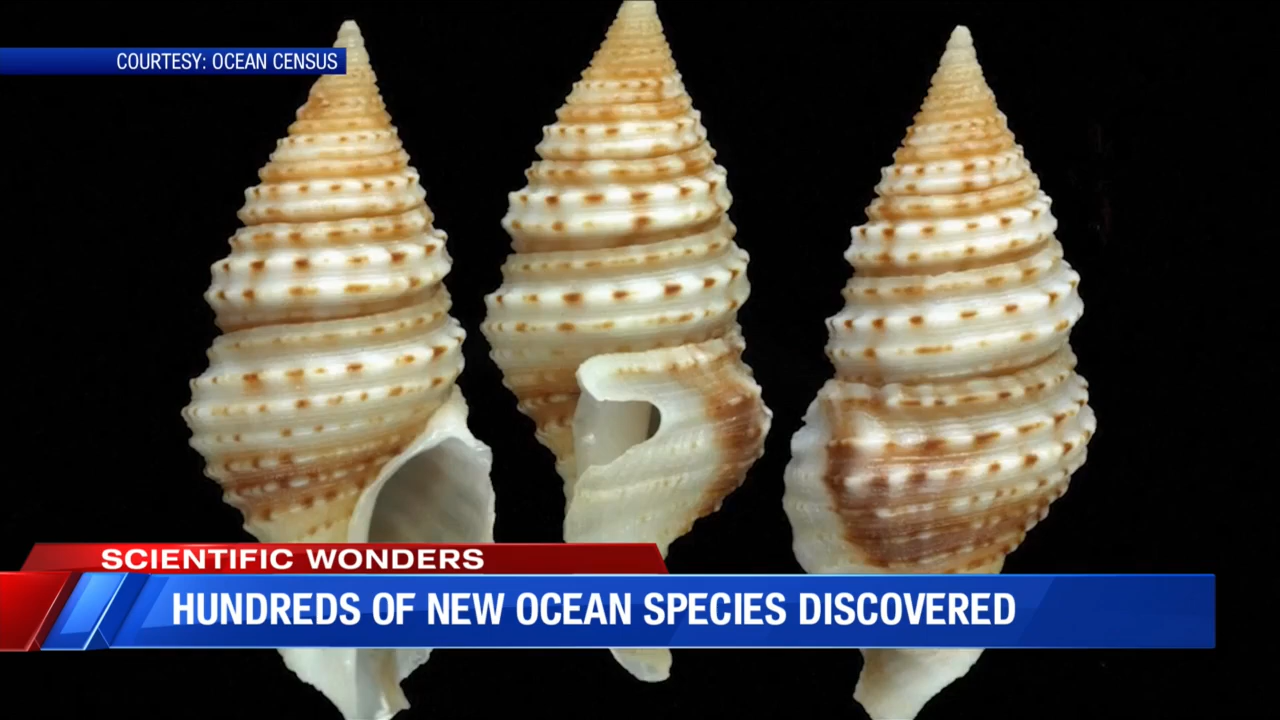 COURTESY: OCEAN CENSUS
SCIENTIFIC WONDERS
HUNDREDS OF NEW OCEAN SPECIES DISCOVERED